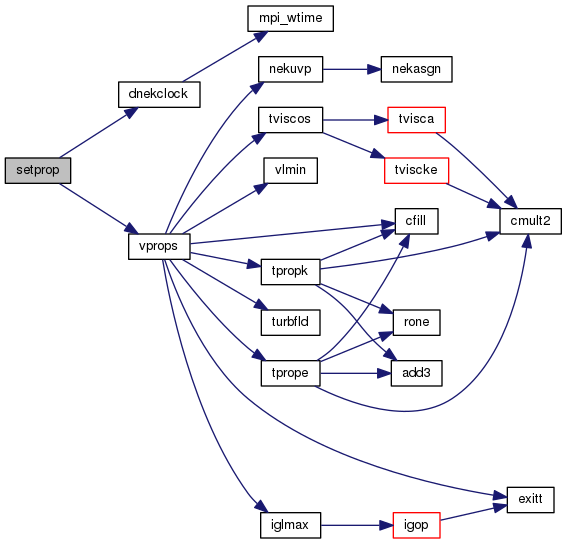 mpi_wtime
dnekclock
nekuvp
nekasgn
tviscos
tvisca
setprop
vlmin
tviscke
cfill
cmult2
vprops
tpropk
turbfld
rone
tprope
add3
exitt
iglmax
igop